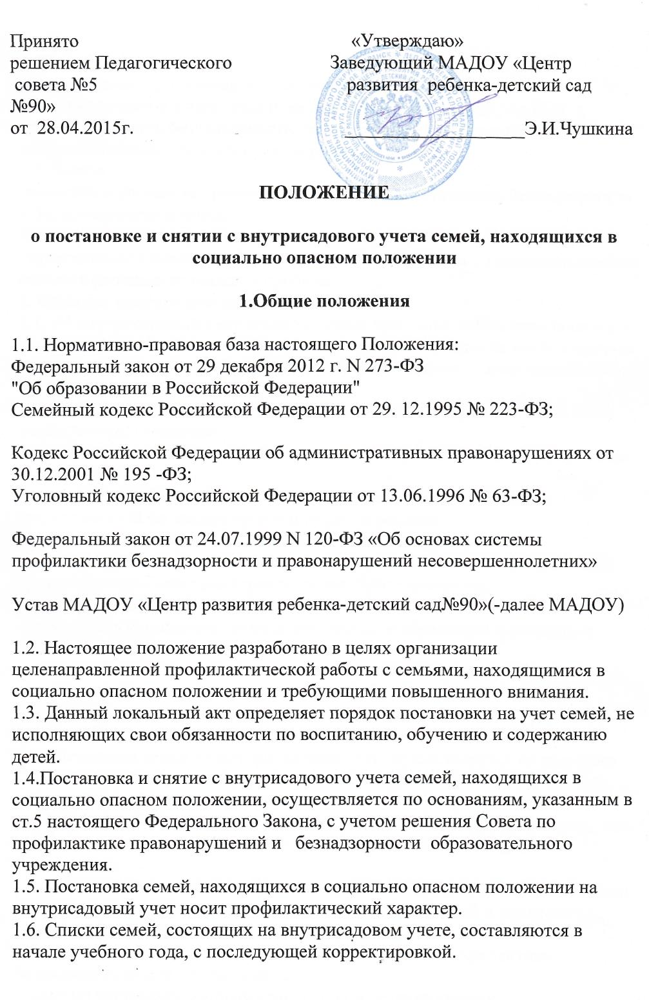 Принято «Утверждаю»
решением Педагогического Заведующий МАДОУ «Центр
совета №5 развития ребенка-детский сад
№90»
от 28.04.2015г. ____________________Э.И.Чушкина
ПОЛОЖЕНИЕ
о постановке и снятии с внутрисадового учета семей, находящихся в
социально опасном положении
1.Общие положения
1.1. Нормативно-правовая база настоящего Положения:
Федеральный закон от 29 декабря 2012 г. N 273-ФЗ
"Об образовании в Российской Федерации"
Семейный кодекс Российской Федерации от 29. 12.1995 № 223-ФЗ;
Кодекс Российской Федерации об административных правонарушениях от
30.12.2001 № 195 -ФЗ;
Уголовный кодекс Российской Федерации от 13.06.1996 № 63-ФЗ;
Федеральный закон от 24.07.1999 N 120-ФЗ «Об основах системы
профилактики безнадзорности и правонарушений несовершеннолетних»
Устав МАДОУ «Центр развития ребенка-детский сад№90»(-далее МАДОУ)
1.2. Настоящее положение разработано в целях организации
целенаправленной профилактической работы с семьями, находящимися в
социально опасном положении и требующими повышенного внимания.
1.3. Данный локальный акт определяет порядок постановки на учет семей, не
исполняющих свои обязанности по воспитанию, обучению и содержанию
детей.
1.4.Постановка и снятие с внутрисадового учета семей, находящихся в
социально опасном положении, осуществляется по основаниям, указанным в
ст.5 настоящего Федерального Закона, с учетом решения Совета по
профилактике правонарушений и безнадзорности образовательного
учреждения.
1.5. Постановка семей, находящихся в социально опасном положении на
внутрисадовый учет носит профилактический характер.
1.6. Списки семей, состоящих на внутрисадовом учете, составляются в
начале учебного года, с последующей корректировкой.